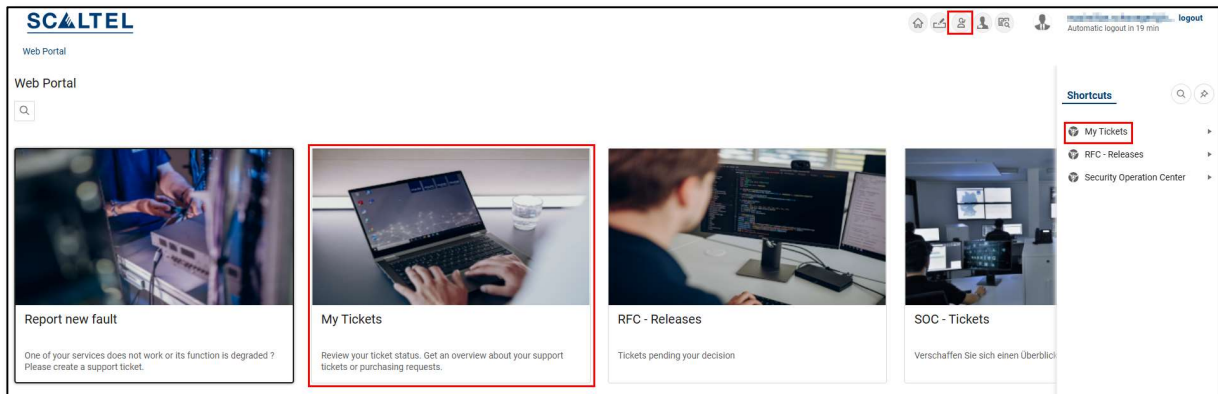 SCALTEL
logout
Automatic logout in 19 min
Web Portal
Web Portal
Shortcuts
My Tickets
RFC - Releases
Security Operation Center
Report new fault
One of your services does not work or its function is degraded ?
Please create a support ticket.
My Tickets
Review your ticket status. Get an overview about your support
tickets or purchasing requests.
RFC - Releases
Tickets pending your decision
SOC - Tickets
Verschaffen Sie sich einen Überblick